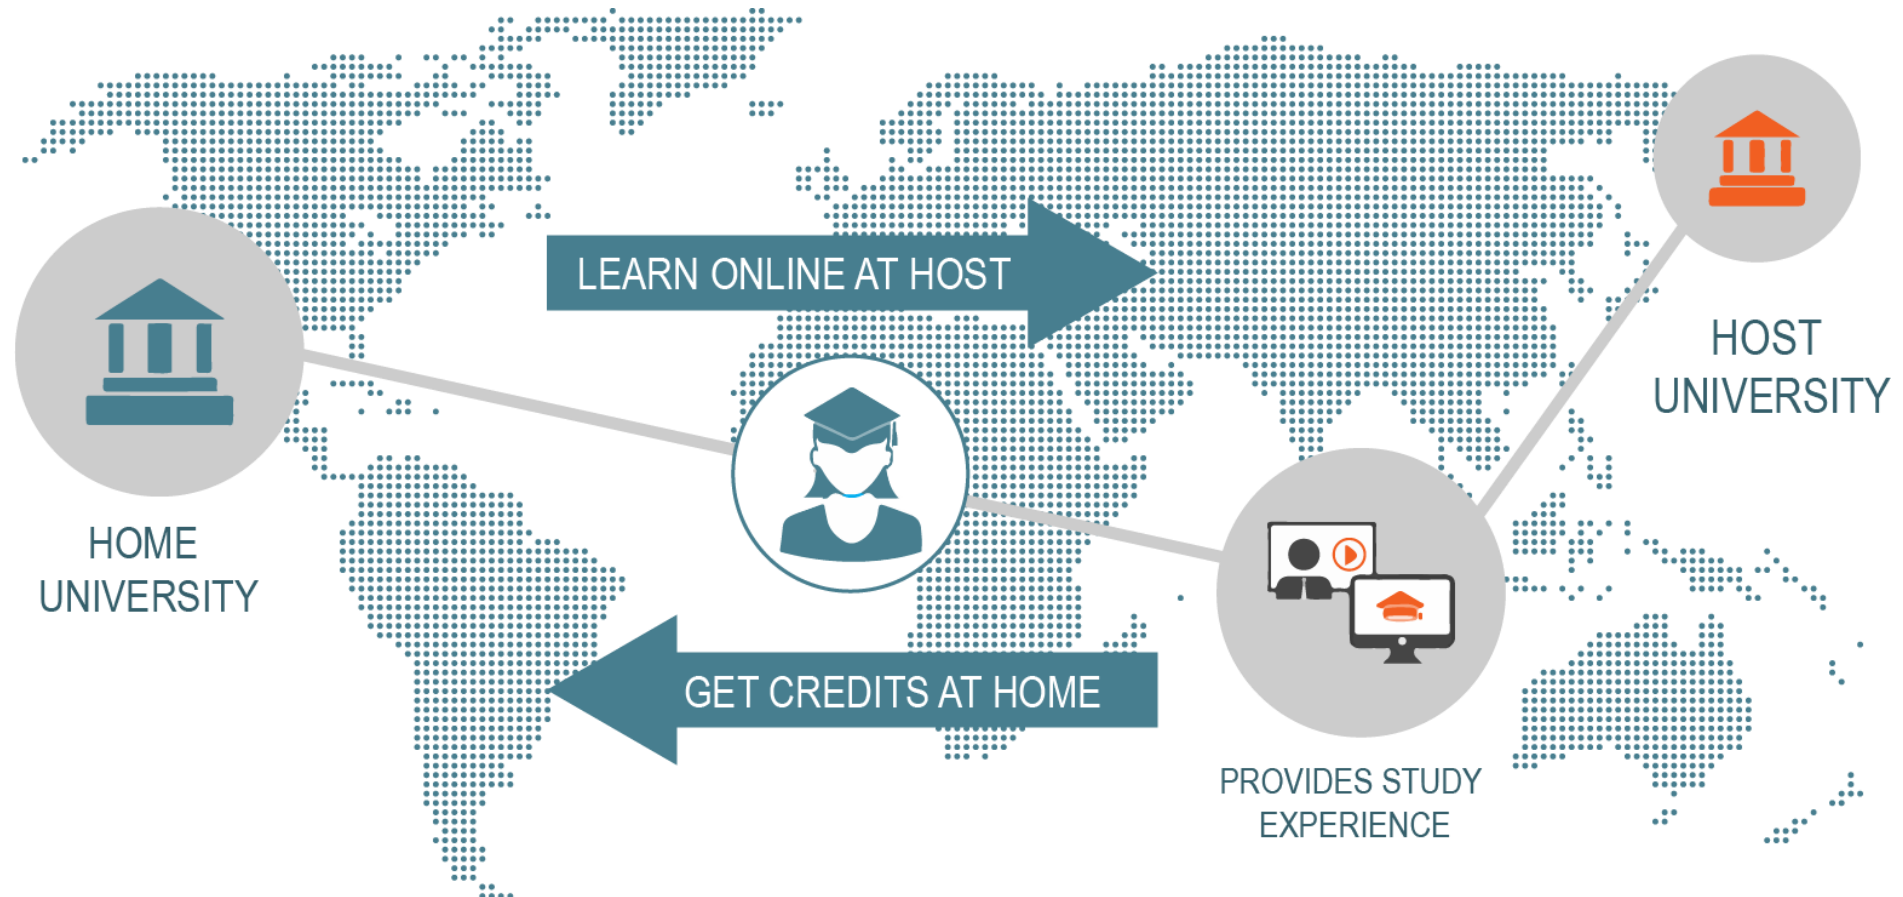 LEARN ONLINE AT HOST
HOST
UNIVERSITY
HOME
UNIVERSITY
GET CREDITS AT HOME
PROVIDES STUDY
EXPERIENCE